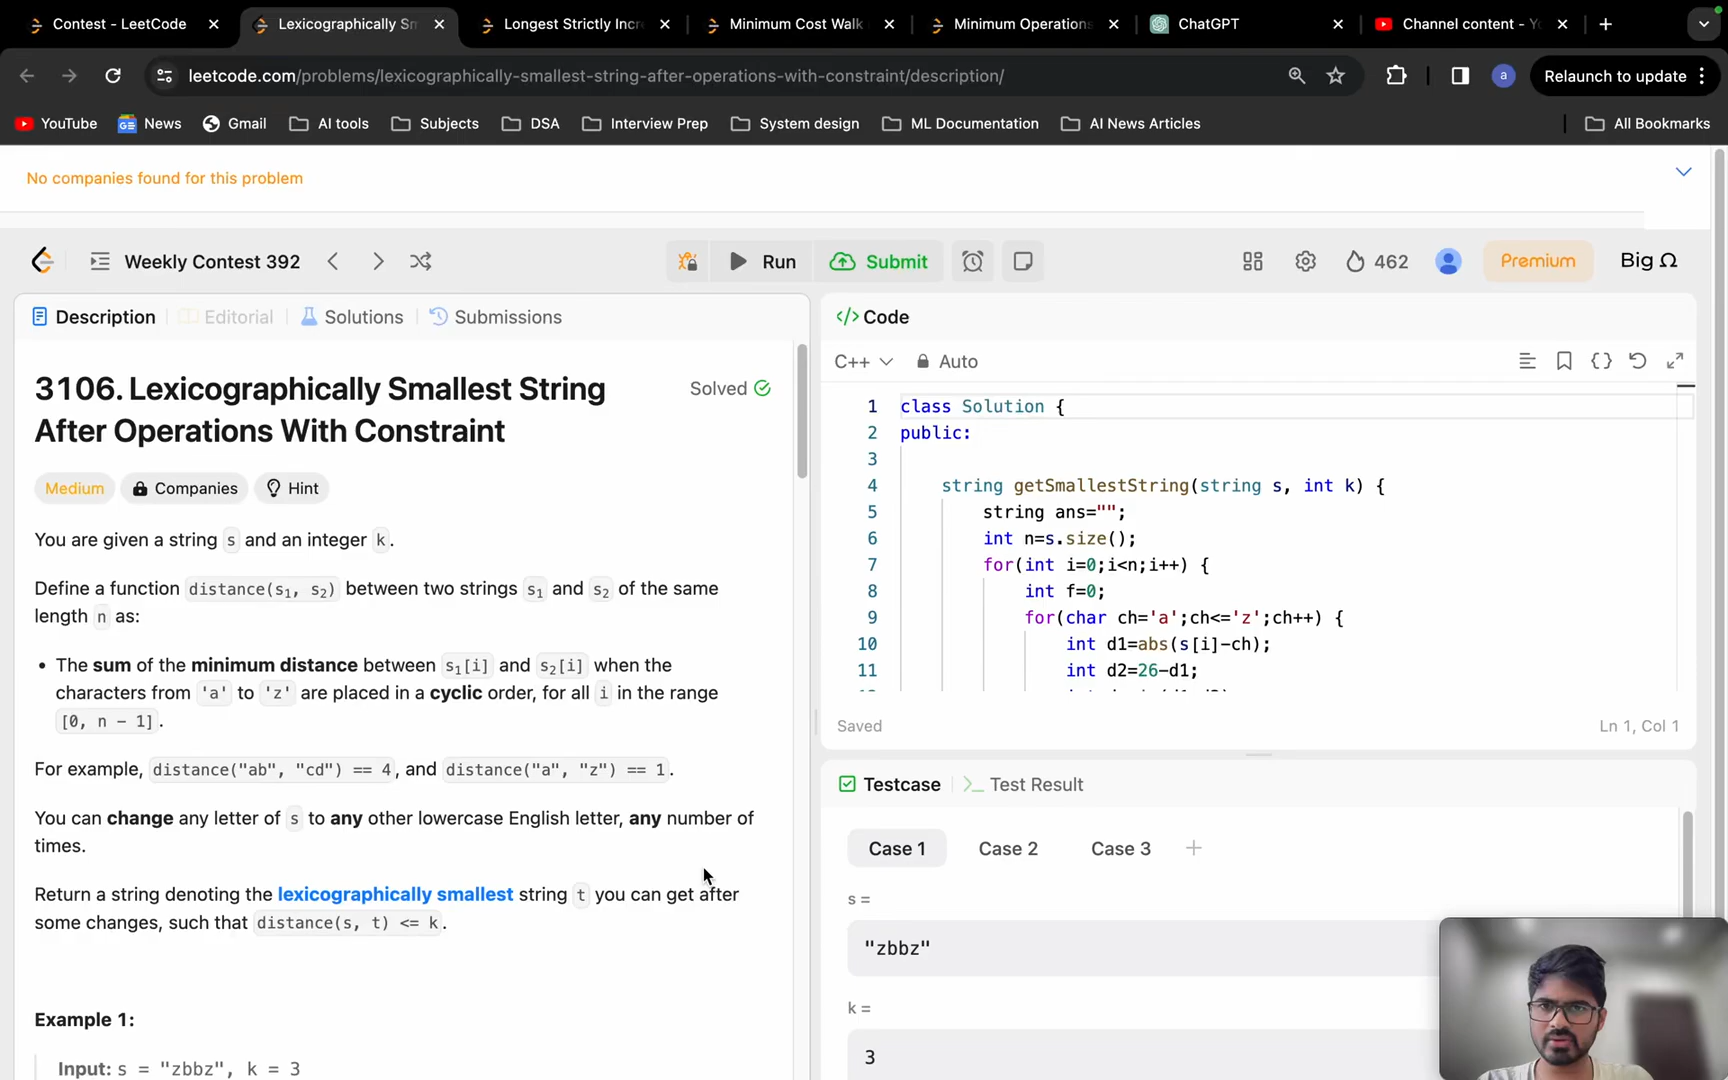 Contest - LeetCode
Lexicographically Sm
Longest Strictly Incre
Minimum Cost Walk
Minimum Operations
ChatGPT
Channel content - Yo
leetcode.com/problems/lexicographically-smallest-string-after-operations-with-constraint/description/
a
Relaunch to update
YouTube
News
Gmail
AI tools
Subjects
DSA
Interview Prep
System design
ML Documentation
AI News Articles
All Bookmarks
No companies found for this problem
Weekly Contest 392
Run
Submit
462
Premium
Big Ω
Description
Editorial
Solutions
Submissions
3106. Lexicographically Smallest String
After Operations With Constraint
Solved
Medium
Companies
Hint
You are given a string s and an integer k.
Define a function distance(s₁, s₂) between two strings s₁ and s₂ of the same
length n as:
• The sum of the minimum distance between s₁[i] and s₂[i] when the
characters from 'a' to 'z' are placed in a cyclic order, for all i in the range
[0, n - 1].
For example, distance("ab", "cd") == 4, and distance("a", "z") == 1.
You can change any letter of s to any other lowercase English letter, any number of
times.
Return a string denoting the lexicographically smallest string t you can get after
some changes, such that distance(s, t) <= k.
Example 1:
Input: s = "zbbz", k = 3
</> Code
C++
Auto
1 class Solution {
2 public:
3
4 string getSmallestString(string s, int k) {
5 string ans="";
6 int n=s.size();
7 for(int i=0;i<n;i++) {
8 int f=0;
9 for(char ch='a';ch<='z';ch++) {
10 int d1=abs(s[i]-ch);
11 int d2=26-d1;
Saved
Ln 1, Col 1
Testcase
Test Result
Case 1
Case 2
Case 3
s =
"zbbz"
k =
3